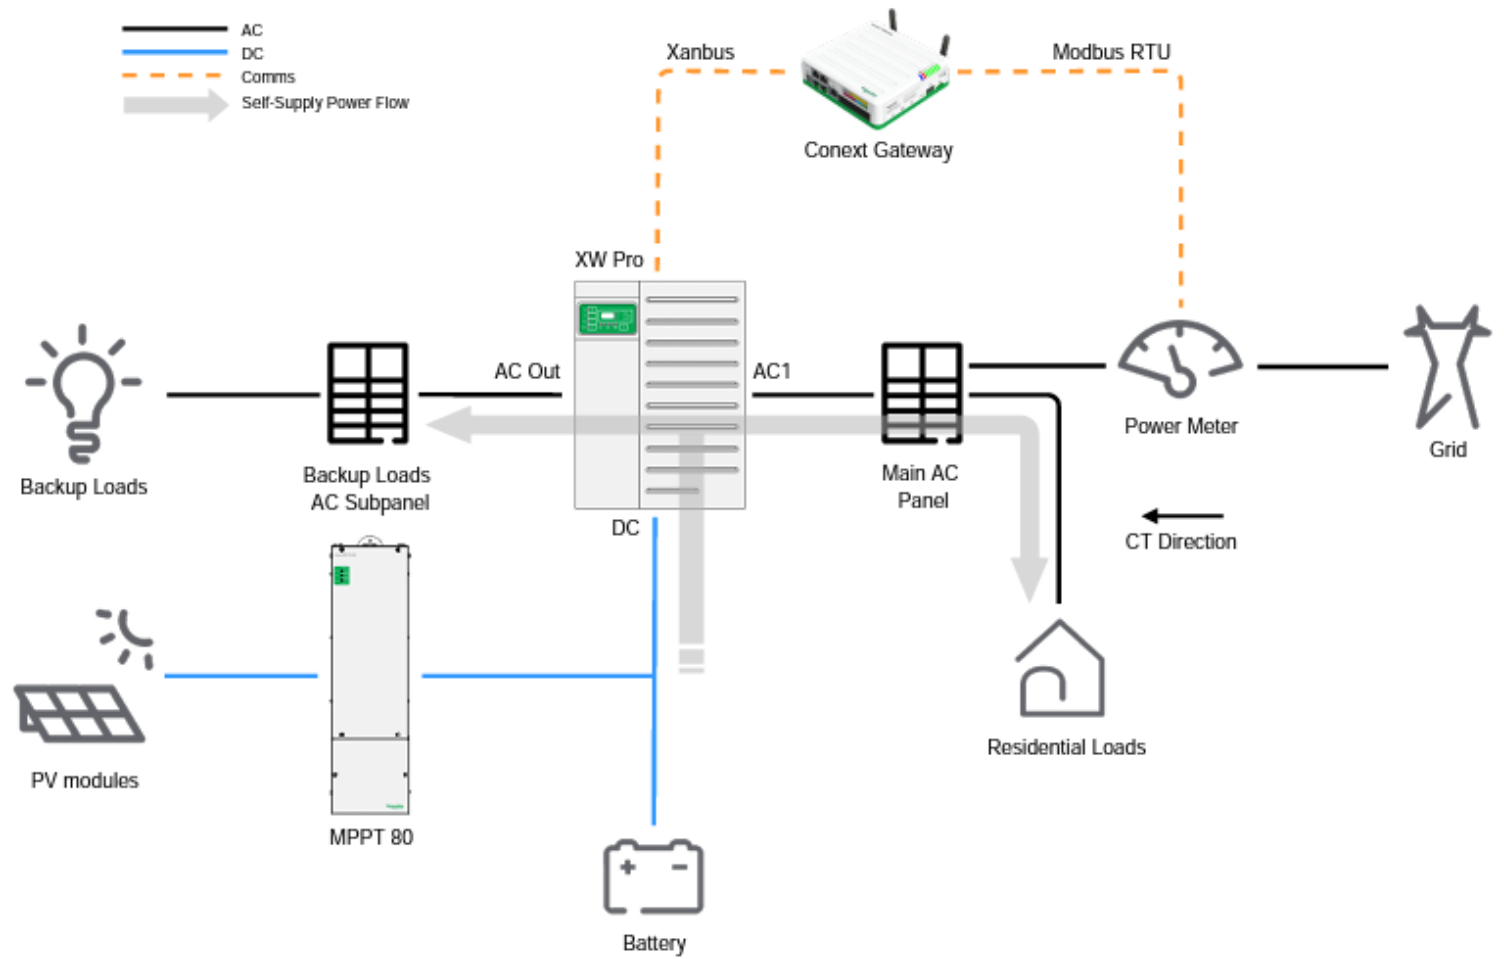 AC
DC
Comms
Self-Supply Power Flow
Xanbus
Modbus RTU
Conext Gateway
XW Pro
AC Out
AC1
Power Meter
Grid
Backup Loads
Backup Loads
AC Subpanel
Main AC
Panel
DC
CT Direction
PV modules
MPPT 80
Residential Loads
Battery